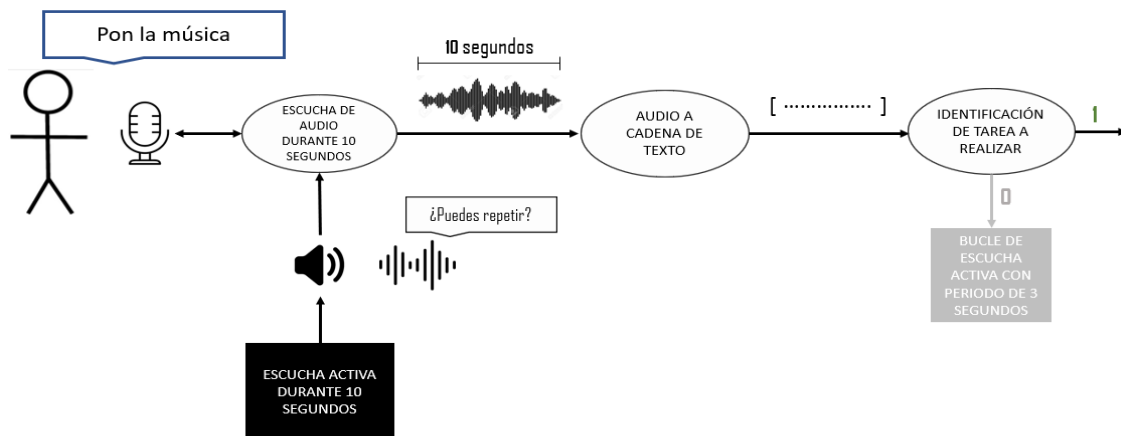 Pon la música
10 segundos
ESCUCHA DE
AUDIO
DURANTE 10
SEGUNDOS
AUDIO A
CADENA DE
TEXTO
[ ................ ]
IDENTIFICACIÓN
DE TAREA A
REALIZAR
1
0
¿Puedes repetir?
BUCLE DE
ESCUCHA
ACTIVA CON
PERIODO DE 3
SEGUNDOS
ESCUCHA ACTIVA
DURANTE 10
SEGUNDOS